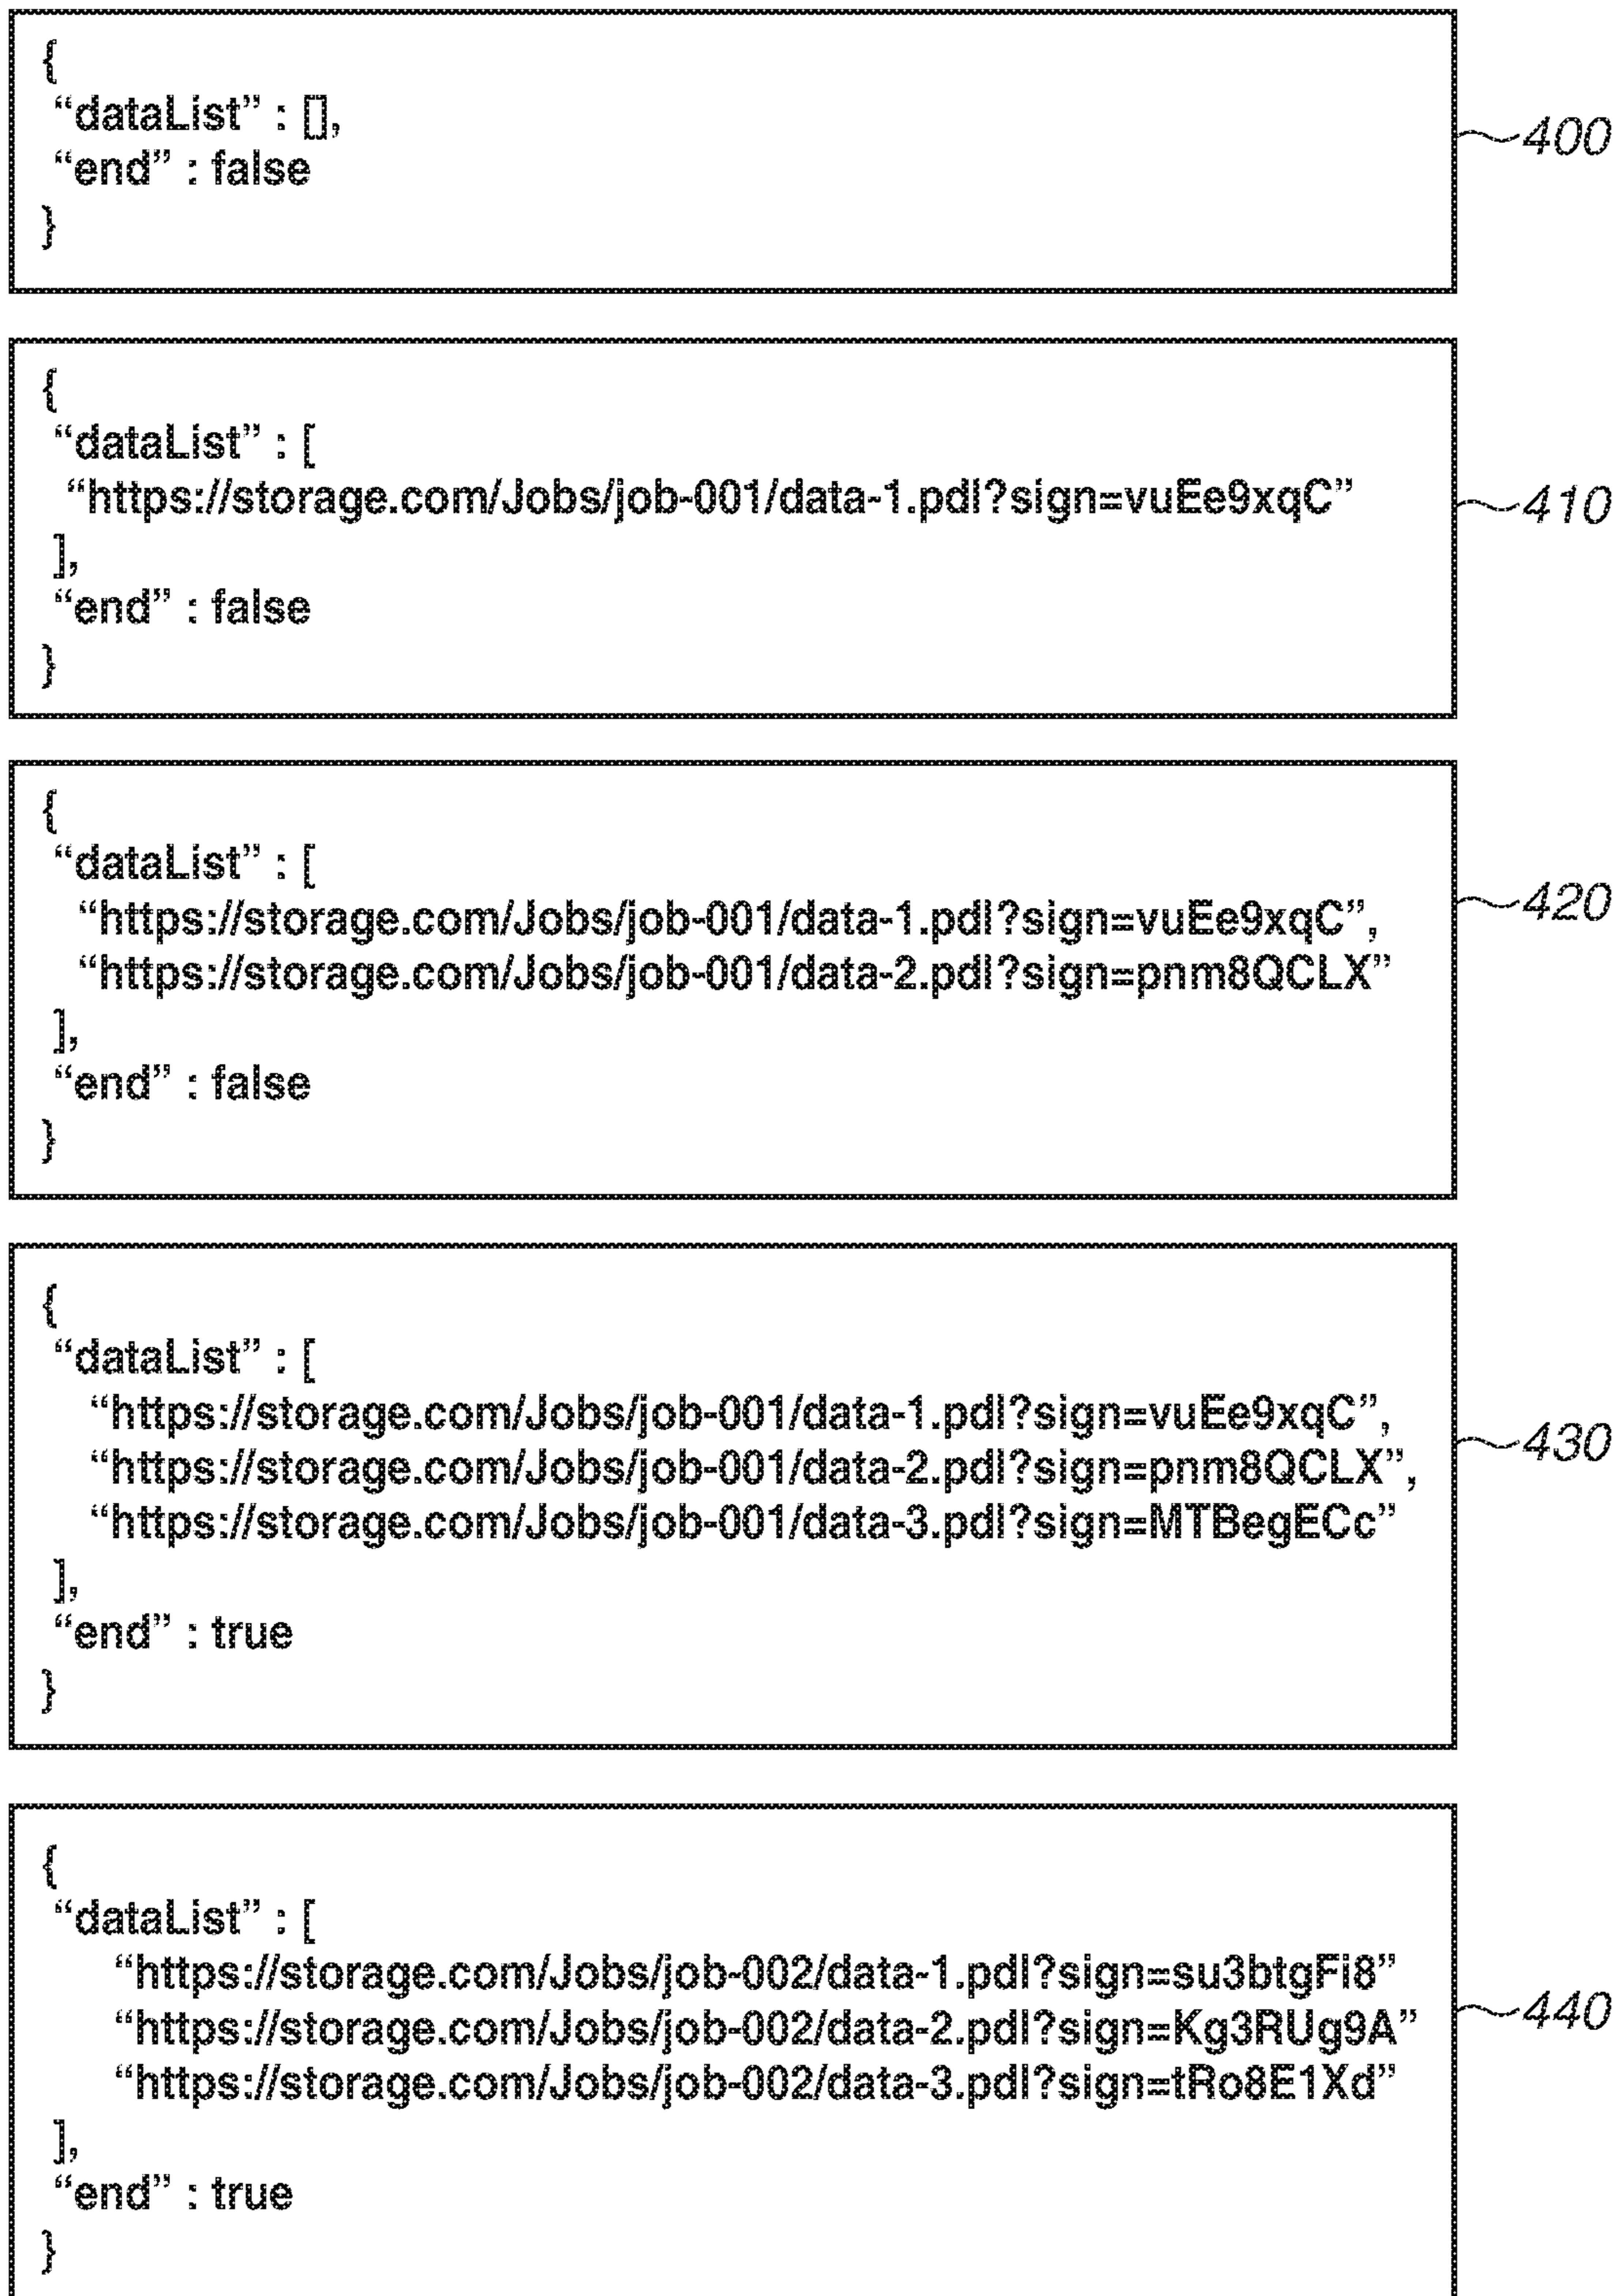 {
“dataList” : [],
“end” : false
}
400
{
“dataList” : [
“https://storage.com/Jobs/job-001/data-1.pdl?sign=vuEe9xqC”
],
“end” : false
}
410
{
“dataList” : [
“https://storage.com/Jobs/job-001/data-1.pdl?sign=vuEe9xqC”,
“https://storage.com/Jobs/job-001/data-2.pdl?sign=pnm8QCLX”
],
“end” : false
}
420
{
“dataList” : [
“https://storage.com/Jobs/job-001/data-1.pdl?sign=vuEe9xqC”,
“https://storage.com/Jobs/job-001/data-2.pdl?sign=pnm8QCLX”,
“https://storage.com/Jobs/job-001/data-3.pdl?sign=MTBegECc”
],
“end” : true
}
430
{
“dataList” : [
“https://storage.com/Jobs/job-002/data-1.pdl?sign=su3btgFi8”
“https://storage.com/Jobs/job-002/data-2.pdl?sign=Kg3RUg9A”
“https://storage.com/Jobs/job-002/data-3.pdl?sign=tRo8E1Xd”
],
“end” : true
}
440